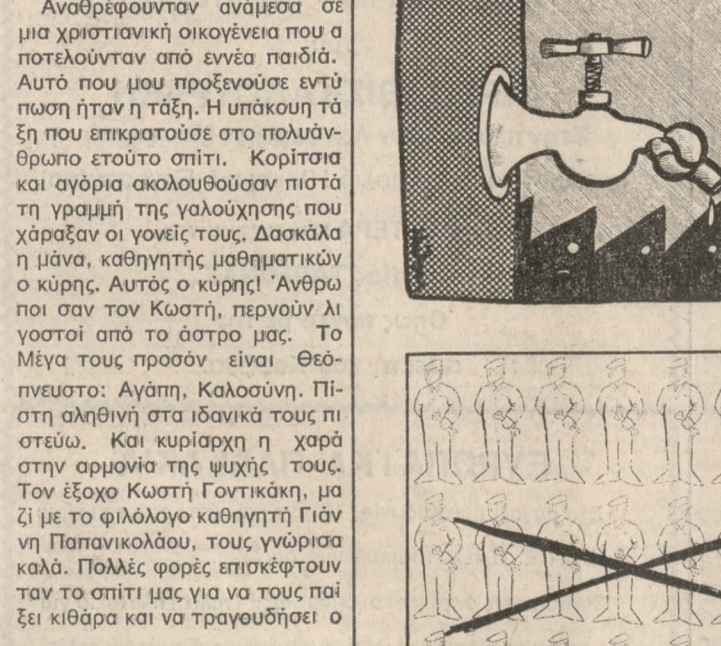 Αναθρέφουνταν ανάμεσα σε
μια χριστιανική οικογένεια που α
ποτελούνταν από εννέα παιδιά.
Αυτό που μου προξενούσε εντύ
πωση ήταν η τάξη. Η υπάκουη τά
ξη που επικρατούσε στο πολυάν-
θρωπο ετούτο σπίτι. Κορίτσια
και αγόρια ακολουθούσαν πιστά
τη γραμμή της γαλούχησης που
χάραξαν οι γονείς τους. Δασκάλα
η μάνα, καθηγητής μαθηματικών
ο κύρης. Αυτός ο κύρης! Άνθρω
ποι σαν τον Κωστή, περνούν λι
γοστοί από το άστρο μας. Το
Μέγα τους προσόν είναι Θεό-
πνευστο: Αγάπη, Καλοσύνη. Πί-
στη αληθινή στα ιδανικά τους πι
στεύω. Και κυρίαρχη η χαρά
στην αρμονία της ψυχής τους.
Τον έξοχο Κωστή Γοντικάκη, μα
ζί με το φιλόλογο καθηγητή Γιάν
νη Παπανικολάου, τους γνώρισα
καλά. Πολλές φορές επισκέφτουν
ταν το σπίτι μας για να τους παί
ξει κιθάρα και να τραγουδήσει ο